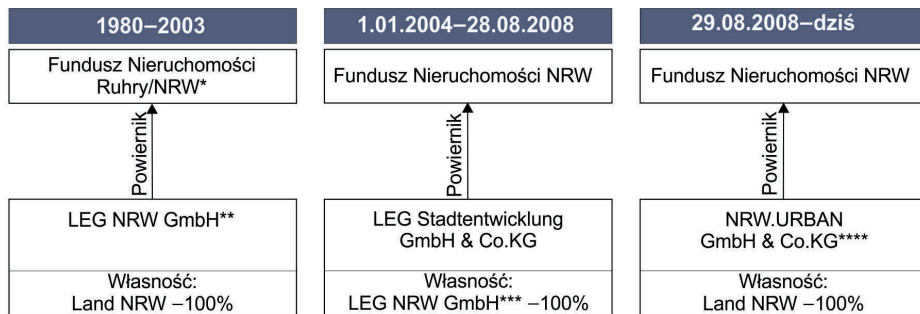 1980–2003
Fundusz Nieruchomości
Ruhry/NRW*
Powiernik
LEG NRW GmbH**
Własność:
Land NRW –100%
1.01.2004–28.08.2008
Fundusz Nieruchomości NRW
Powiernik
LEG Stadtentwicklung
GmbH & Co.KG
Własność:
LEG NRW GmbH*** –100%
29.08.2008–dziś
Fundusz Nieruchomości NRW
Powiernik
NRW.URBAN
GmbH & Co.KG****
Własność:
Land NRW –100%